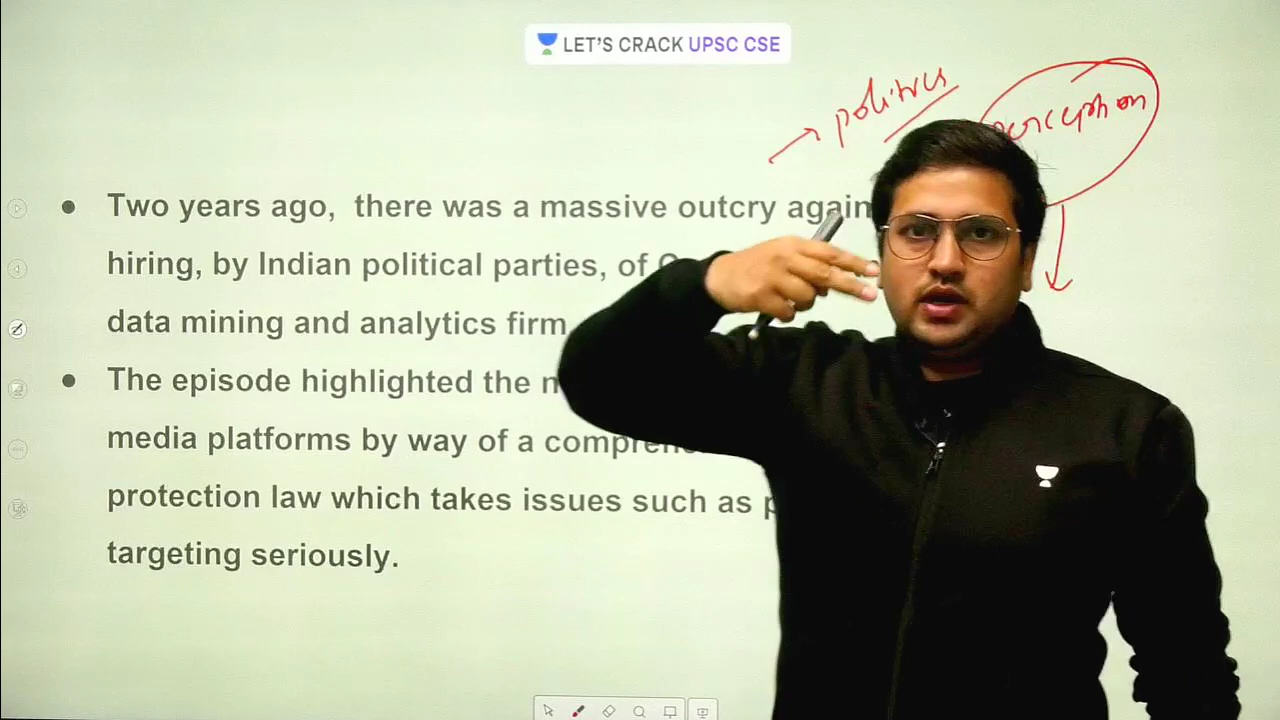 LET'S CRACK UPSC CSE
→ politics
perception
• Two years ago, there was a massive outcry again
hiring, by Indian political parties, of
data mining and analytics firm
• The episode highlighted the
media platforms by way of a
protection law which takes issues such as
targeting seriously.